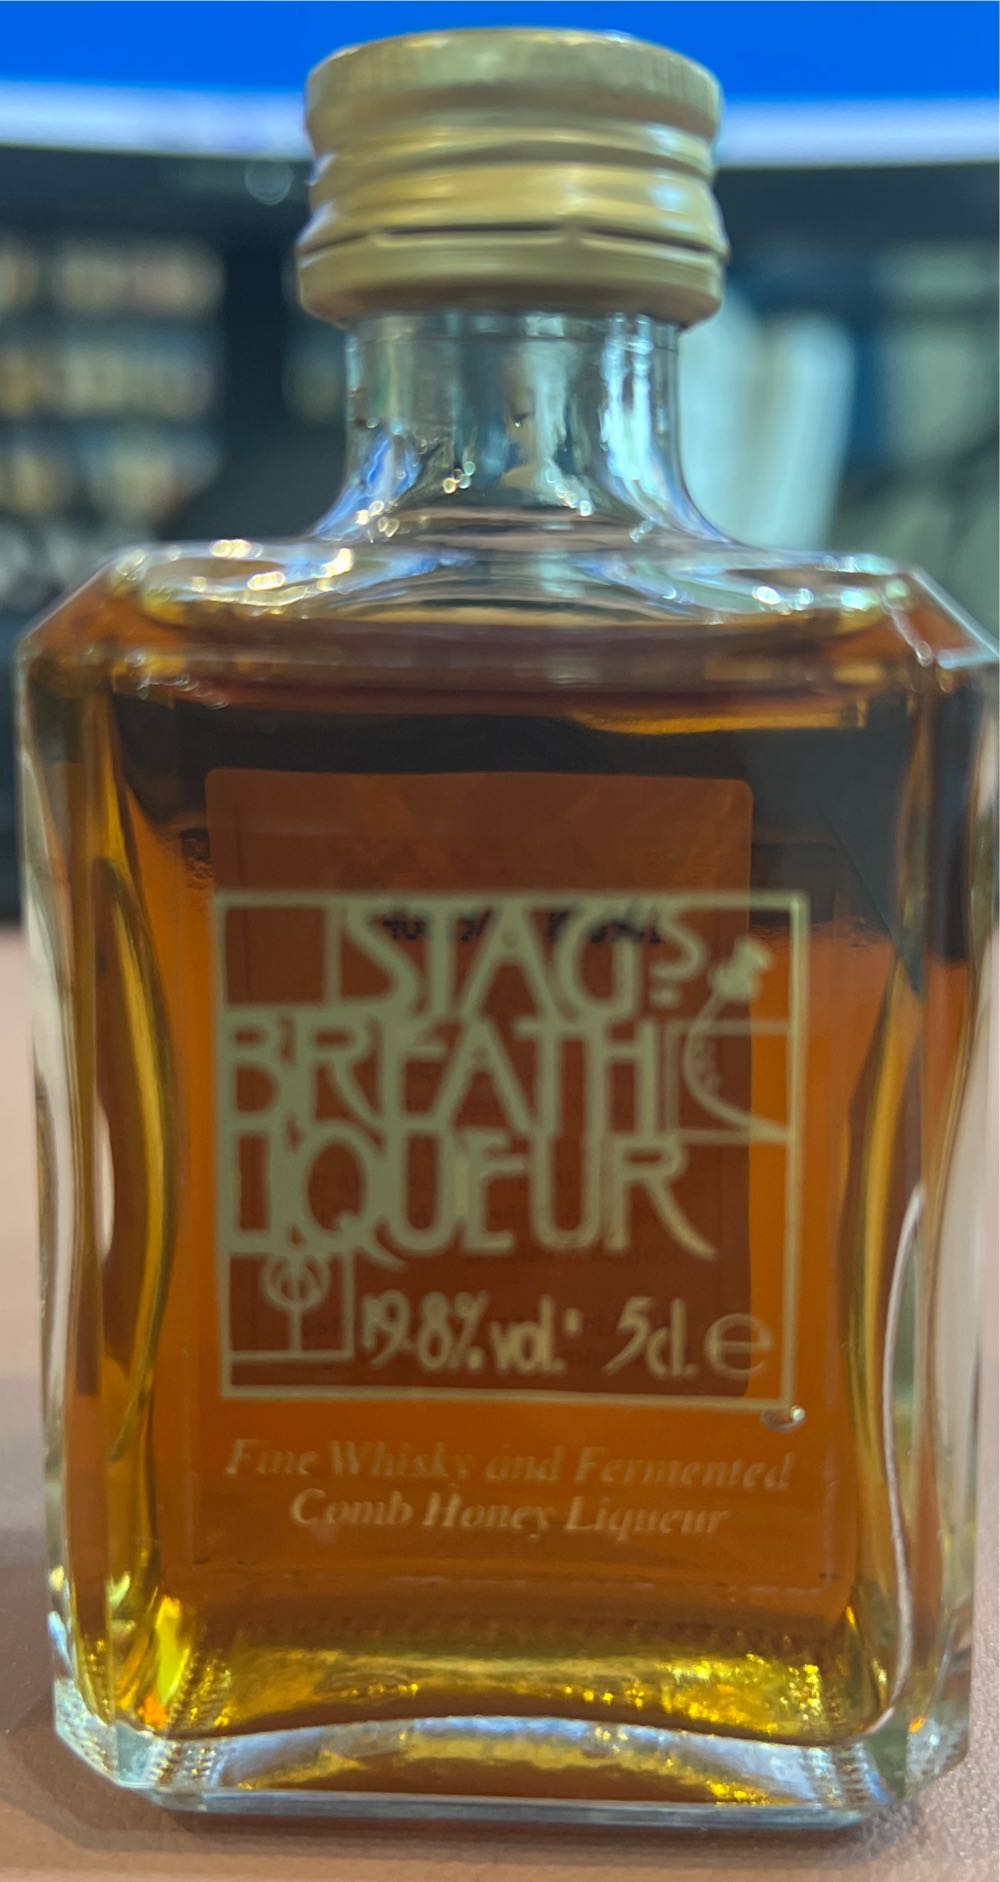 STAG'S
BREATH
LIQUEUR
19.8% vol. 5cl. e
Fine Whisky and Fermented
Comb Honey Liqueur